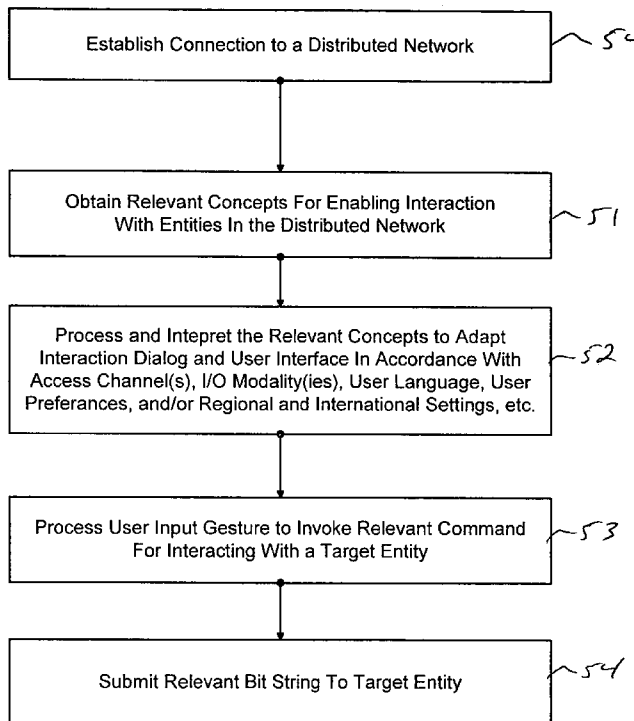 Establish Connection to a Distributed Network
Obtain Relevant Concepts For Enabling Interaction
With Entities In the Distributed Network
51
Process and Intepret the Relevant Concepts to Adapt
Interaction Dialog and User Interface In Accordance With
Access Channel(s), I/O Modality(ies), User Language, User
Preferances, and/or Regional and International Settings, etc.
52
Process User Input Gesture to Invoke Relevant Command
For Interacting With a Target Entity
53
Submit Relevant Bit String To Target Entity
54